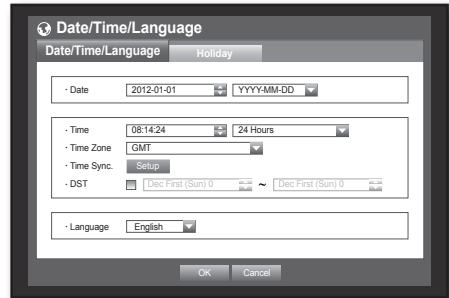 Date/Time/Language
Date/Time/Language Holiday
· Date 2012-01-01 YYYY-MM-DD
· Time 08:14:24 24 Hours
· Time Zone GMT
· Time Sync. Setup
· DST Dec First (Sun) 0 ~ Dec First (Sun) 0
· Language English
OK Cancel